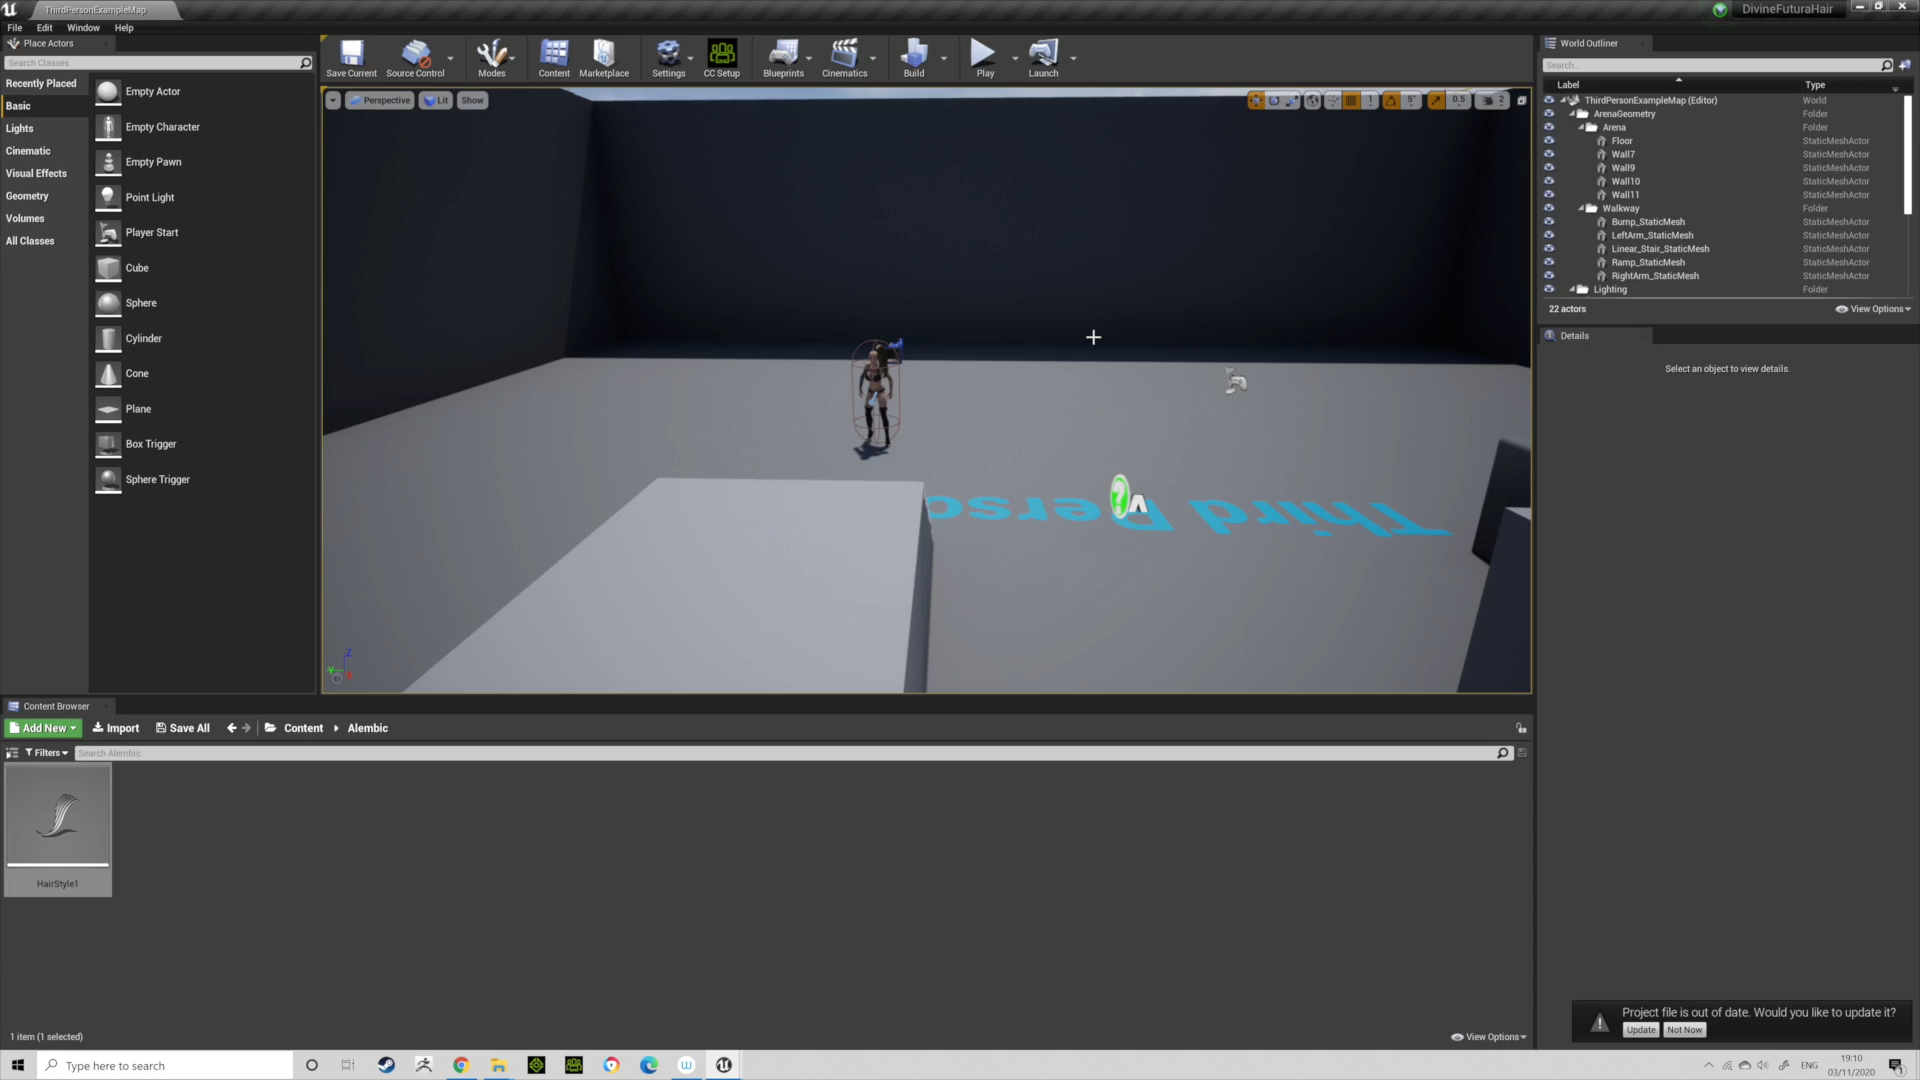 ThirdPersonExampleMap
DivineFuturaHair
File Edit Window Help
Place Actors
Search Classes
Recently Placed
Basic
Lights
Cinematic
Visual Effects
Geometry
Volumes
All Classes
Empty Actor
Empty Character
Empty Pawn
Point Light
Player Start
Cube
Sphere
Cylinder
Cone
Plane
Box Trigger
Sphere Trigger
Save Current Source Control Modes Content Marketplace Settings CC Setup Blueprints Cinematics Build Play Launch
Perspective Lit Show
1 5° 0.5 2
Third Perso
Z
Y X
World Outliner
Search...
Label Type
ThirdPersonExampleMap (Editor) World
ArenaGeometry Folder
Arena Folder
Floor StaticMeshActor
Wall7 StaticMeshActor
Wall9 StaticMeshActor
Wall10 StaticMeshActor
Wall11 StaticMeshActor
Walkway Folder
Bump_StaticMesh StaticMeshActor
LeftArm_StaticMesh StaticMeshActor
Linear_Stair_StaticMesh StaticMeshActor
Ramp_StaticMesh StaticMeshActor
RightArm_StaticMesh StaticMeshActor
Lighting Folder
22 actors View Options
Details
Select an object to view details.
Content Browser
Add New Import Save All Content Alembic
Filters Search Alembic
HairStyle1
1 item (1 selected) View Options
Project file is out of date. Would you like to update it?
Update Not Now
Type here to search
ENG
19:10
03/11/2020